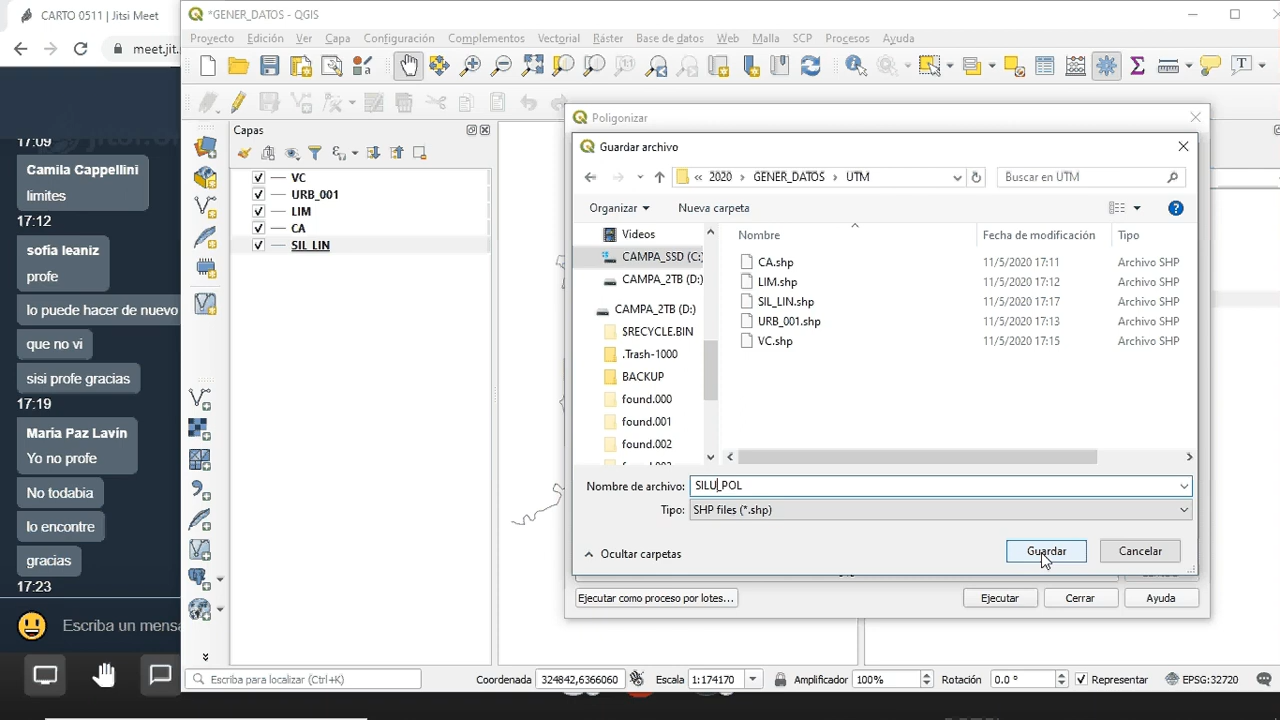 CARTO 0511 | Jitsi Meet
meet.jit.
17:09
Camila Cappellini
limites
17:12
sofía leaniz
profe
lo puede hacer de nuevo
que no vi
sisi profe gracias
17:19
Maria Paz Lavín
Yo no profe
No todabia
lo encontre
gracias
17:23
Escriba un mensa
*GENER_DATOS - QGIS
Proyecto Edición Ver Capa Configuración Complementos Vectorial Ráster Base de datos Web Malla SCP Procesos Ayuda
Capas
VC
URB_001
LIM
CA
SIL_LIN
Poligonizar
Guardar archivo
« 2020 › GENER_DATOS › UTM
Buscar en UTM
Organizar Nueva carpeta
Videos
CAMPA_SSD (C:)
CAMPA_2TB (D:)
CAMPA_2TB (D:)
$RECYCLE.BIN
.Trash-1000
BACKUP
found.000
found.001
found.002
Nombre Fecha de modificación Tipo
CA.shp 11/5/2020 17:11 Archivo SHP
LIM.shp 11/5/2020 17:12 Archivo SHP
SIL_LIN.shp 11/5/2020 17:17 Archivo SHP
URB_001.shp 11/5/2020 17:13 Archivo SHP
VC.shp 11/5/2020 17:15 Archivo SHP
Nombre de archivo: SILU_POL
Tipo: SHP files (*.shp)
Ocultar carpetas
Guardar Cancelar
Ejecutar como proceso por lotes... Ejecutar Cerrar Ayuda
Escriba para localizar (Ctrl+K)
Coordenada 324842,6366060 Escala 1:174170 Amplificador 100% Rotación 0.0 ° Representar EPSG:32720